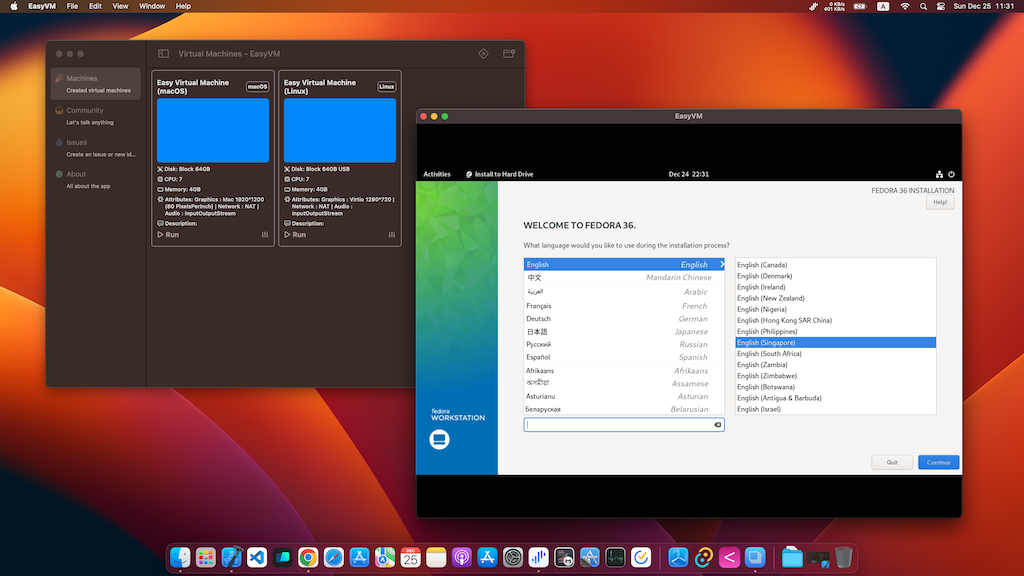 EasyVM File Edit View Window Help
0 KB/s
401 KB/s
A
Sun Dec 25 11:31
Virtual Machines - EasyVM
Machines
Created virtual machines
Community
Let's talk anything
Issues
Create an issue or new id...
About
All about the app
Easy Virtual Machine
(macOS)
macOS
Disk: Block 64GB
CPU: 7
Memory: 4GB
Attributes: Graphics : Mac 1920*1200
(80 PixelsPerInch) | Network : NAT |
Audio : InputOutputStream
Description:
Run
Easy Virtual Machine
(Linux)
Linux
Disk: Block 64GB USB
CPU: 7
Memory: 4GB
Attributes: Graphics : Virtio 1280*720 |
Network : NAT | Audio :
InputOutputStream
Description:
Run
EasyVM
Activities Install to Hard Drive Dec 24 22:31
FEDORA 36 INSTALLATION
Help!
WELCOME TO FEDORA 36.
What language would you like to use during the installation process?
English English
中文 Mandarin Chinese
العربية Arabic
Français French
Deutsch German
日本語 Japanese
Русский Russian
Español Spanish
Afrikaans Afrikaans
অসমীয়া Assamese
Asturianu Asturian
Беларуская Belarusian
English (Canada)
English (Denmark)
English (Ireland)
English (New Zealand)
English (Nigeria)
English (Hong Kong SAR China)
English (Philippines)
English (Singapore)
English (South Africa)
English (Zambia)
English (Zimbabwe)
English (Botswana)
English (Antigua & Barbuda)
English (Israel)
fedora
WORKSTATION
Quit
Continue
25